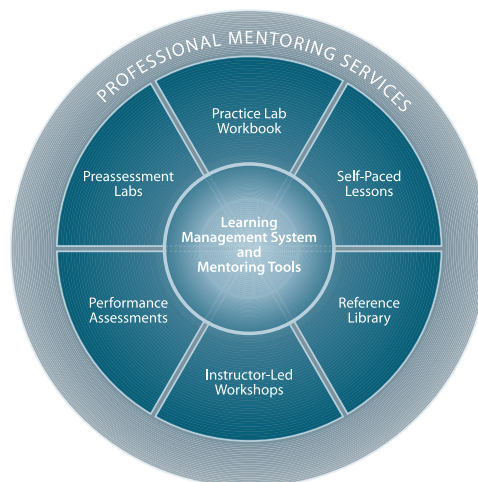 PROFESSIONAL MENTORING SERVICES
Practice Lab
Workbook
Preassessment
Labs
Self-Paced
Lessons
Learning
Management System
and
Mentoring Tools
Performance
Assessments
Reference
Library
Instructor-Led
Workshops